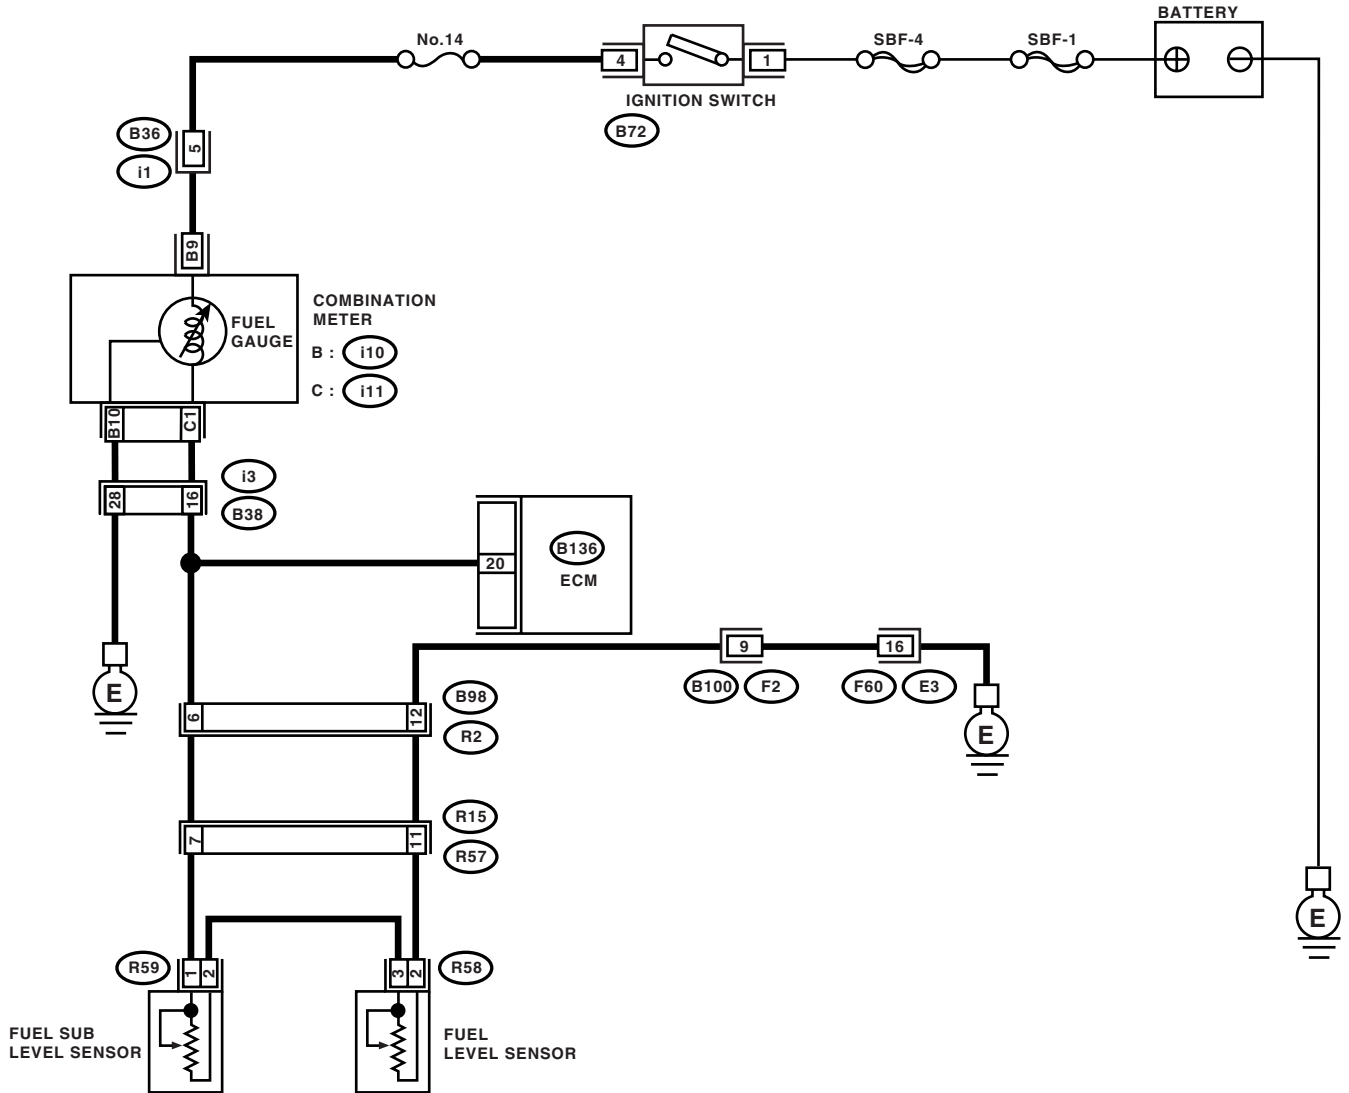 BATTERY
No.14
SBF-4
SBF-1
4
1
IGNITION SWITCH
B72
B36
5
i1
B9
FUEL
GAUGE
COMBINATION
METER
B : i10
C : i11
B10
C1
i3
28
16
B38
20
B136
ECM
9
16
B100
F2
F60
E3
E
E
E
6
12
B98
R2
7
11
R15
R57
R59
1
2
3
2
R58
FUEL SUB
LEVEL SENSOR
FUEL
LEVEL SENSOR